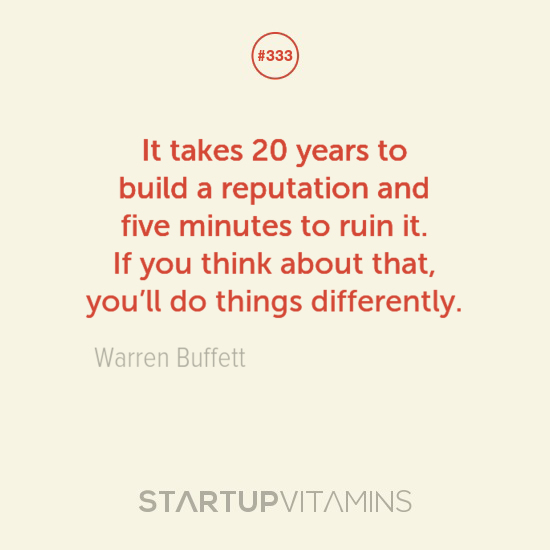 #333
It takes 20 years to
build a reputation and
five minutes to ruin it.
If you think about that,
you'll do things differently.
Warren Buffett
STARTUPVITAMINS